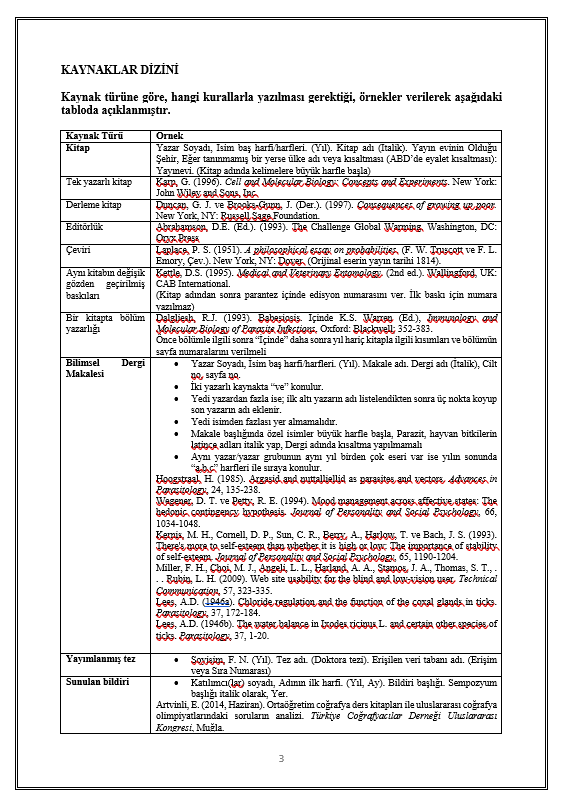 KAYNAKLAR DİZİNİ
Kaynak türüne göre, hangi kurallarla yazılması gerektiği, örnekler verilerek aşağıdaki
tabloda açıklanmıştır.
Kaynak Türü Örnek
Kitap Yazar Soyadı, İsim baş harfi/harfleri. (Yıl). Kitap adı (İtalik). Yayın evinin Olduğu
Şehir, Eğer tanınmamış bir yerse ülke adı veya kısaltması (ABD’de eyalet kısaltması):
Yayınevi. (Kitap adında kelimelere büyük harfle başla)
Tek yazarlı kitap Karp, G. (1996). Cell and Molecular Biology: Concepts and Experiments. New York:
John Wiley and Sons, Inc.
Derleme kitap Duncan, G. J. ve Brooks-Gunn, J. (Der.). (1997). Consequences of growing up poor.
New York, NY: Russell Sage Foundation.
Editörlük Abrahamson, D.E. (Ed.). (1993). The Challenge Global Warming, Washington, DC:
Oryx Press
Çeviri Laplace, P. S. (1951). A philosophical essay on probabilities, (F. W. Truscott ve F. L.
Emory, Çev.). New York, NY: Dover, (Orijinal eserin yayın tarihi 1814).
Aynı kitabın değişik gözden geçirilmiş baskıları Kettle, D.S. (1995). Medical and Veterinary Entomology, (2nd ed.). Wallingford, UK:
CAB International.
(Kitap adından sonra parantez içinde edisyon numarasını ver. İlk baskı için numara
yazılmaz)
Bir kitapta bölüm yazarlığı Dalgliesh, R.J. (1993). Babesiosis. İçinde K.S. Warren (Ed.), Immunology and
Molecular Biology of Parasite Infections, Oxford: Blackwell; 352-383.
Önce bölümle ilgili sonra “İçinde” daha sonra yıl hariç kitapla ilgili kısımları ve bölümün
sayfa numaralarını verilmeli
Bilimsel Dergi Makalesi • Yazar Soyadı, İsim baş harfi/harfleri. (Yıl). Makale adı. Dergi adı (İtalik), Cilt
no, sayfa no.
• İki yazarlı kaynakta “ve” konulur.
• Yedi yazardan fazla ise; ilk altı yazarın adı listelendikten sonra üç nokta koyup
son yazarın adı eklenir.
• Yedi isimden fazlası yer almamalıdır.
• Makale başlığında özel isimler büyük harfle başla, Parazit, hayvan bitkilerin
latince adları italik yap, Dergi adında kısaltma yapılmamalı
• Aynı yazar/yazar grubunun aynı yıl birden çok eseri var ise yılın sonunda
“a,b,c” harfleri ile sıraya konulur.
Hoogstraal, H. (1985). Argasid and nuttalliellid as parasites and vectors. Advances in
Parasitology, 24, 135-238.
Wegener, D. T. ve Petty, R. E. (1994). Mood management across affective states: The
hedonic contingency hypothesis. Journal of Personality and Social Psychology, 66,
1034-1048.
Kernis, M. H., Cornell, D. P., Sun, C. R., Berry, A., Harlow, T. ve Bach, J. S. (1993).
There's more to self-esteem than whether it is high or low: The importance of stability
of self-esteem. Journal of Personality and Social Psychology, 65, 1190-1204.
Miller, F. H., Choi, M. J., Angeli, L. L., Harland, A. A., Stamos, J. A., Thomas, S. T., .
. . Rubin, L. H. (2009). Web site usability for the blind and low-vision user. Technical
Communication, 57, 323-335.
Lees, A.D. (1946a). Chloride regulation and the function of the coxal glands in ticks.
Parasitology, 37, 172-184.
Lees, A.D. (1946b). The water balance in Ixodes ricinus L. and certain other species of
ticks. Parasitology, 37, 1-20.
Yayımlanmış tez • Soyisim, F. N. (Yıl). Tez adı. (Doktora tezi). Erişilen veri tabanı adı. (Erişim
veya Sıra Numarası)
Sunulan bildiri • Katılımcı(lar) soyadı, Adının ilk harfi. (Yıl, Ay). Bildiri başlığı. Sempozyum
başlığı italik olarak, Yer.
Artvinli, E. (2014, Haziran). Ortaöğretim coğrafya ders kitapları ile uluslararası coğrafya
olimpiyatlarındaki soruların analizi. Türkiye Coğrafyacılar Derneği Uluslararası
Kongresi, Muğla.
3